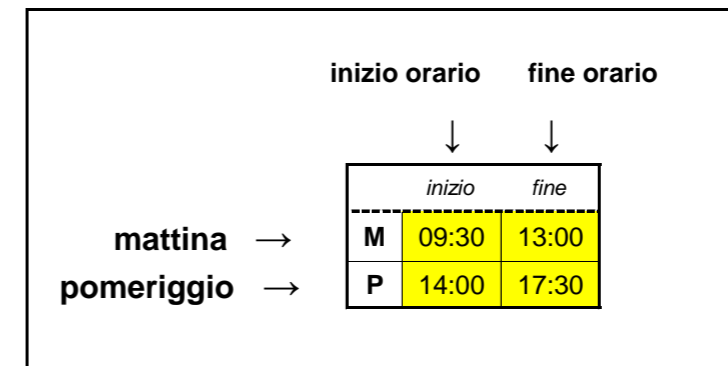 inizio orario fine orario
↓ ↓
inizio fine
mattina → M 09:30 13:00
pomeriggio → P 14:00 17:30